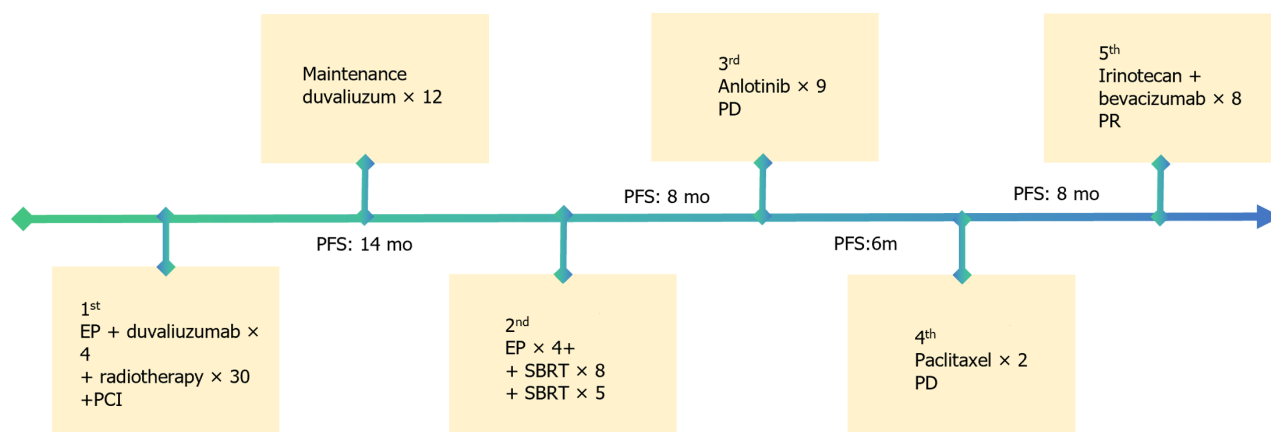 Maintenance
duvaliuzum × 12
3rd
Anlotinib × 9
PD
5th
Irinotecan +
bevacizumab × 8
PR
PFS: 8 mo
PFS: 8 mo
PFS: 14 mo
PFS:6m
1st
EP + duvaliuzumab ×
4
+ radiotherapy × 30
+PCI
2nd
EP × 4+
+ SBRT × 8
+ SBRT × 5
4th
Paclitaxel × 2
PD